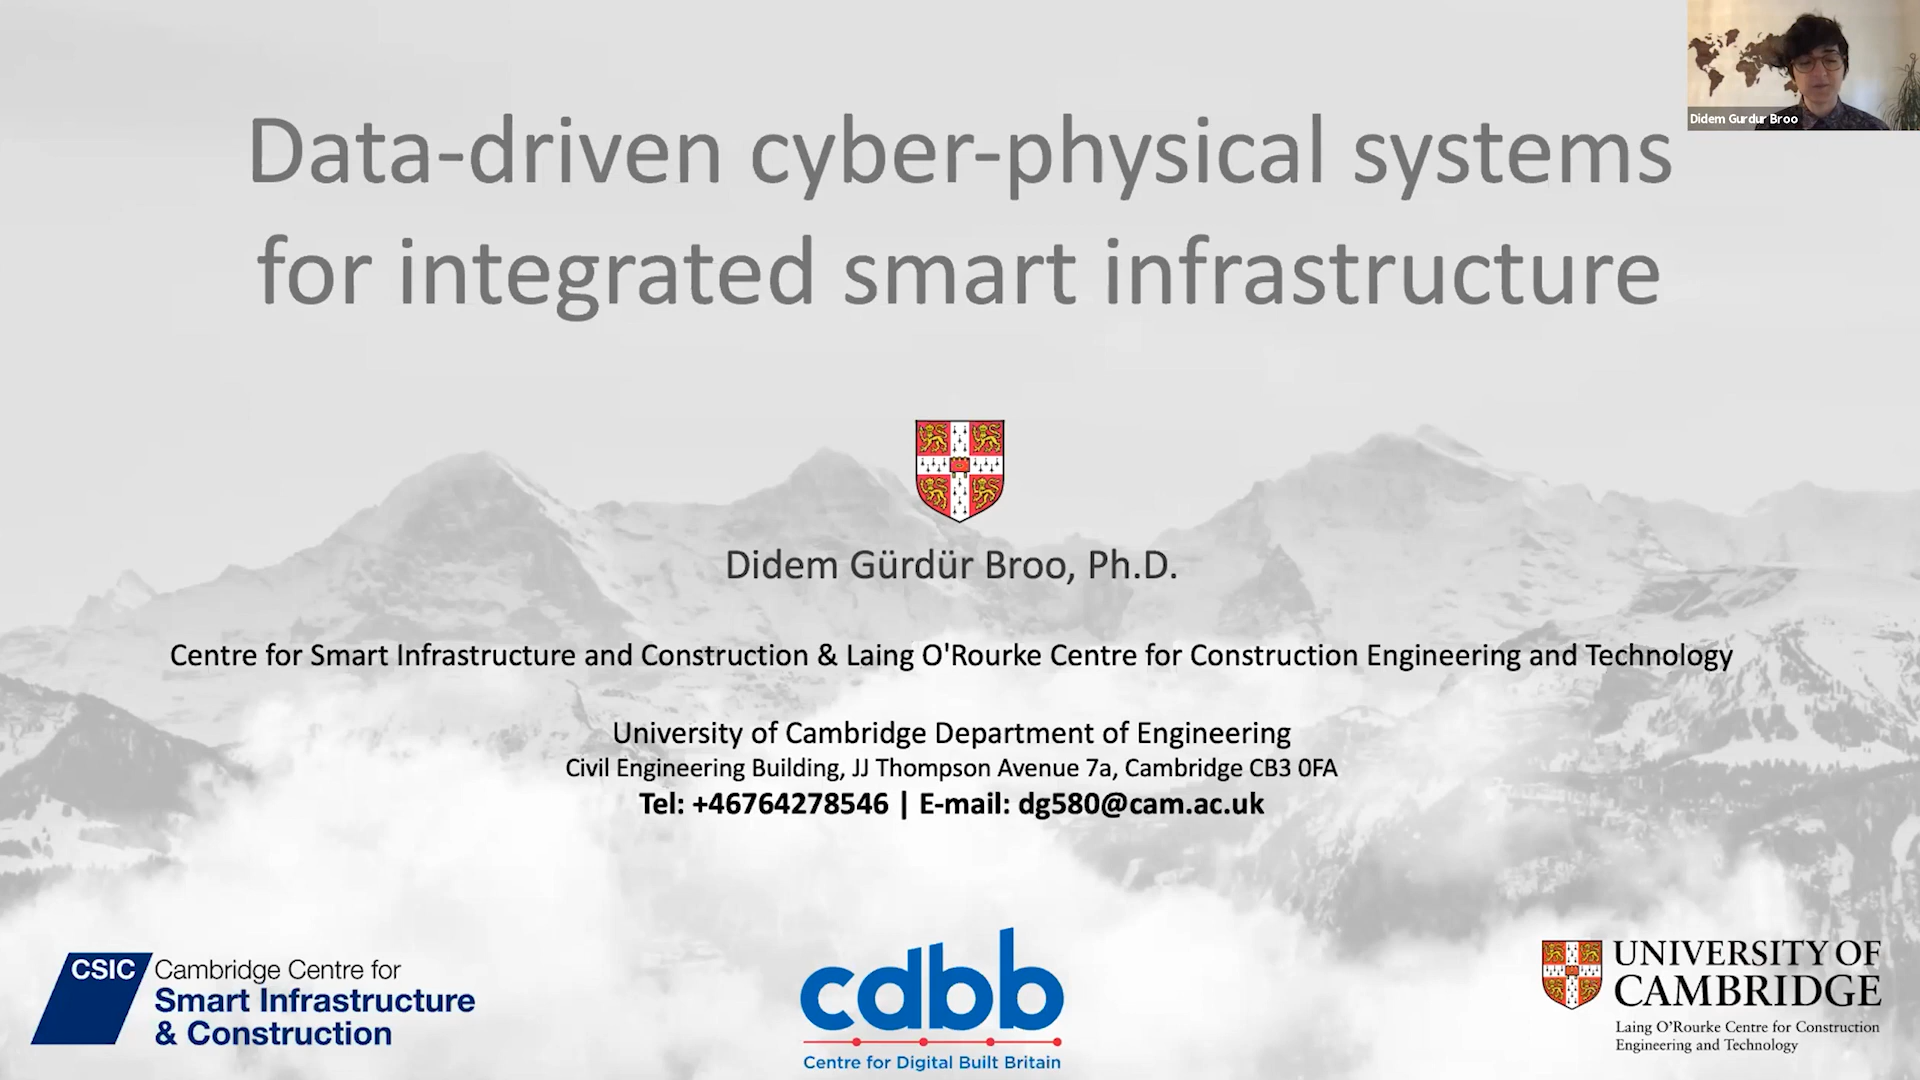 Didem Gurdur Broo
Data-driven cyber-physical systems
for integrated smart infrastructure
Didem Gürdür Broo, Ph.D.
Centre for Smart Infrastructure and Construction & Laing O'Rourke Centre for Construction Engineering and Technology
University of Cambridge Department of Engineering
Civil Engineering Building, JJ Thompson Avenue 7a, Cambridge CB3 0FA
Tel: +46764278546 | E-mail: dg580@cam.ac.uk
CSIC Cambridge Centre for
Smart Infrastructure
& Construction
cdbb
Centre for Digital Built Britain
UNIVERSITY OF
CAMBRIDGE
Laing O'Rourke Centre for Construction
Engineering and Technology